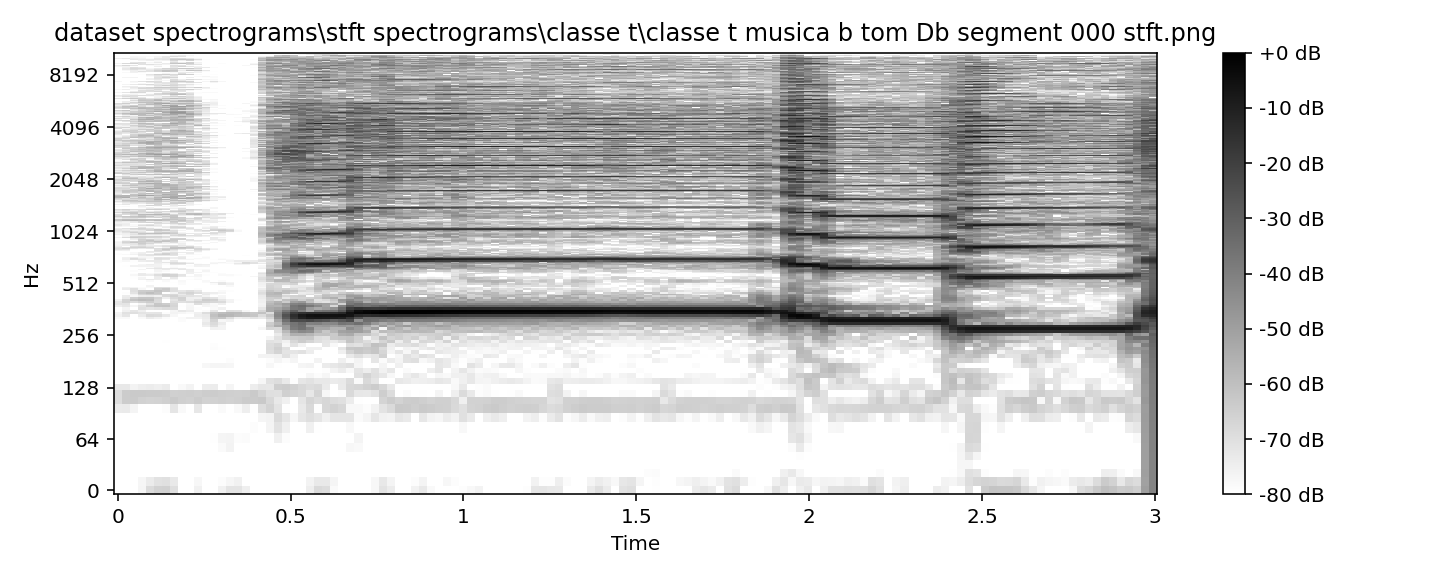 dataset spectrograms\stft spectrograms\classe t\classe t musica b tom Db segment 000 stft.png
8192
4096
2048
1024
512
256
128
64
0
Hz
0
0.5
1
1.5
2
2.5
3
Time
+0 dB
-10 dB
-20 dB
-30 dB
-40 dB
-50 dB
-60 dB
-70 dB
-80 dB